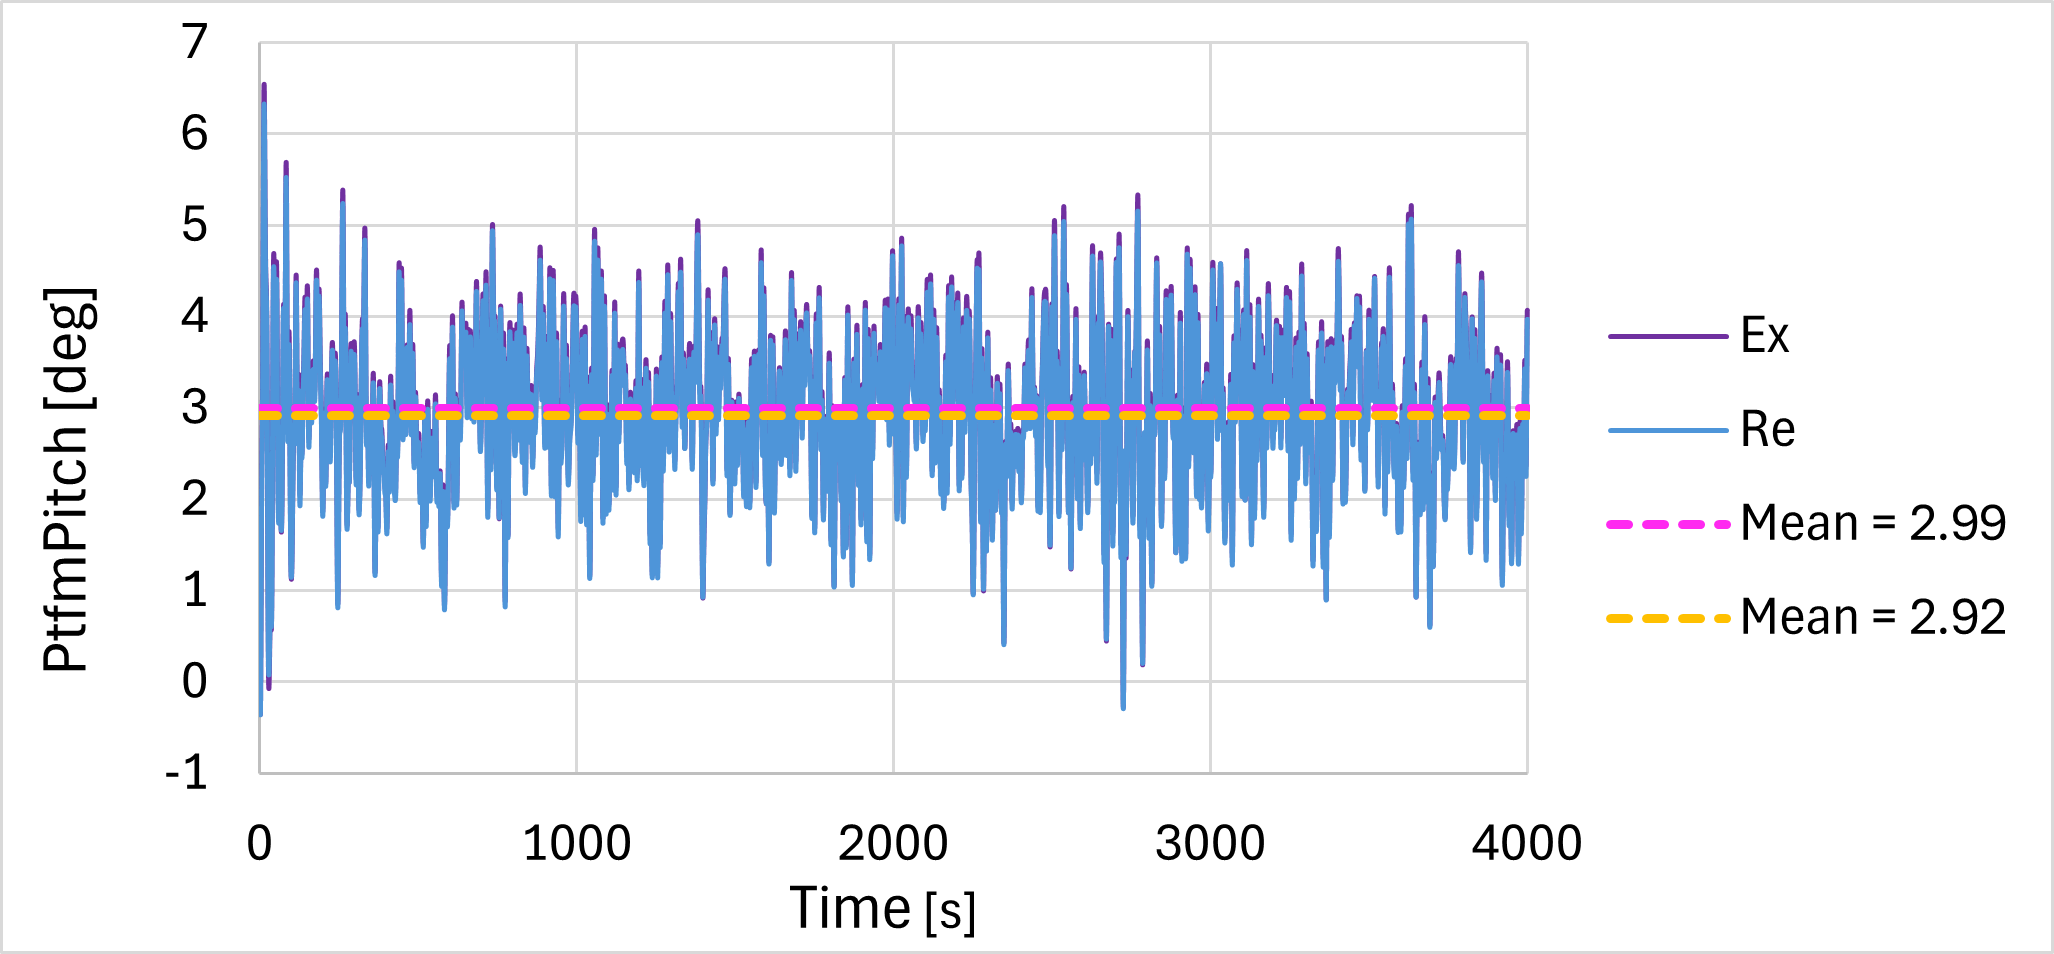 7
6
5
4
3
2
1
0
-1
PtfmPitch [deg]
0 1000 2000 3000 4000
Time [s]
Ex
Re
Mean = 2.99
Mean = 2.92